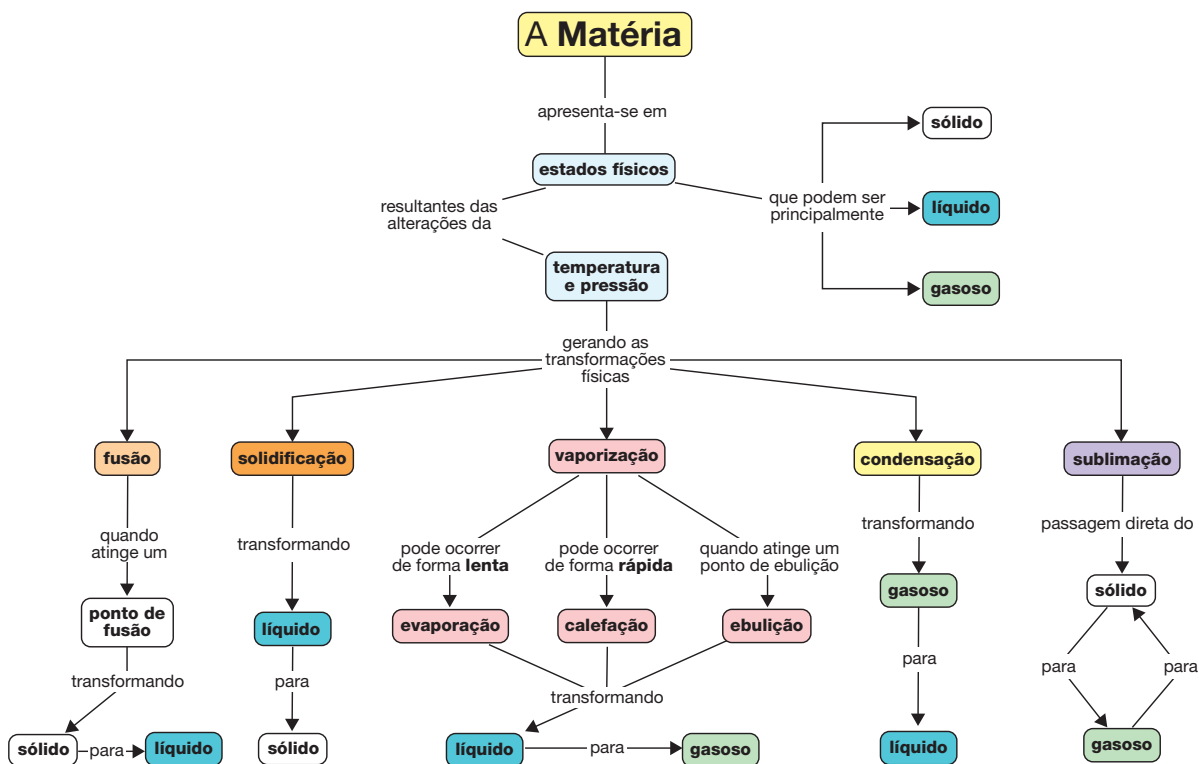 A Matéria
apresenta-se em
estados físicos
que podem ser
principalmente
sólido
líquido
gasoso
resultantes das
alterações da
temperatura
e pressão
gerando as
transformações
físicas
fusão
quando
atinge um
ponto de
fusão
transformando
sólido
para
líquido
solidificação
transformando
líquido
para
sólido
vaporização
pode ocorrer
de forma lenta
evaporação
pode ocorrer
de forma rápida
calefação
quando atinge um
ponto de ebulição
ebulição
transformando
líquido
para
gasoso
condensação
transformando
gasoso
para
líquido
sublimação
passagem direta do
sólido
para
para
gasoso